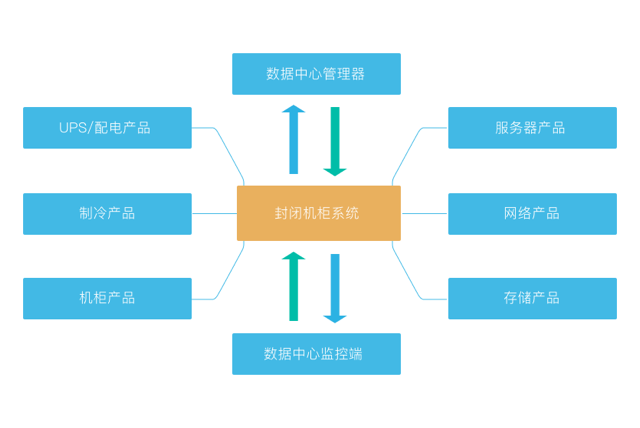 数据中心管理器
UPS/配电产品
服务器产品
制冷产品
封闭机柜系统
网络产品
机柜产品
存储产品
数据中心监控端